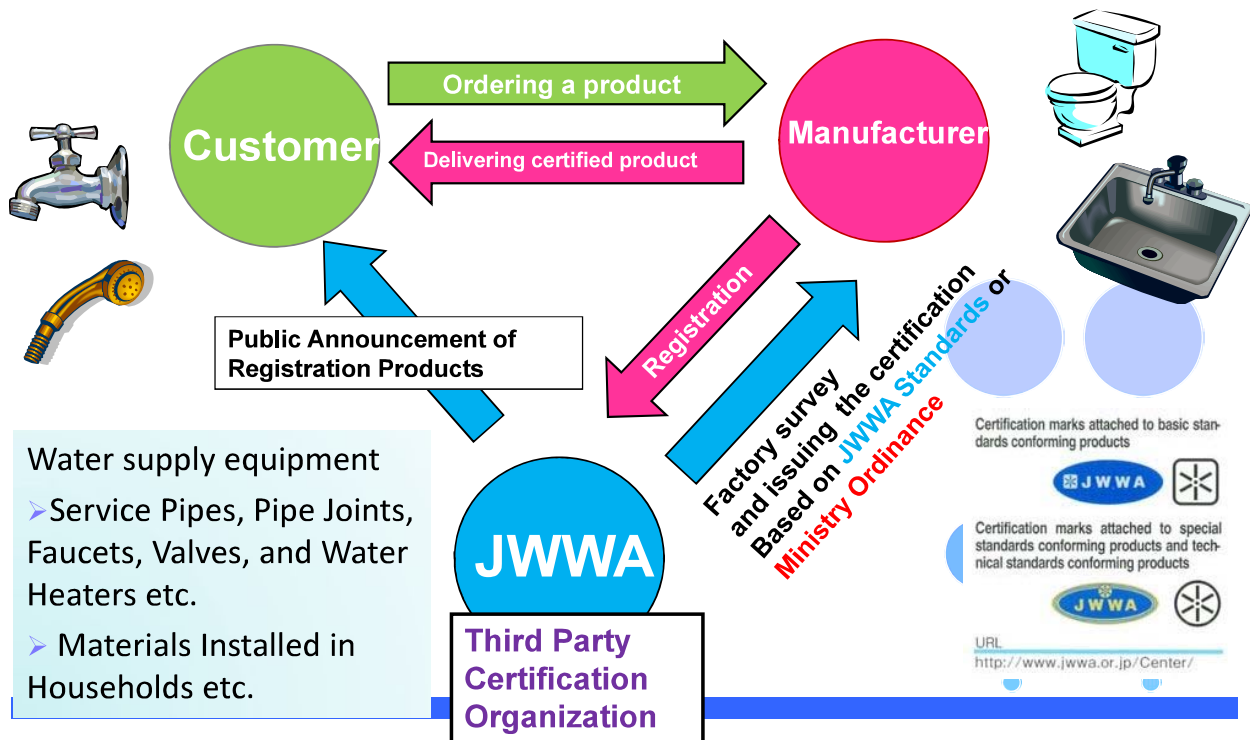 Customer
Ordering a product
Delivering certified product
Manufacturer
Registration
Factory survey
and issuing the certification
Based on JWWA Standards or
Ministry Ordinance
Public Announcement of
Registration Products
Water supply equipment
➢Service Pipes, Pipe Joints,
Faucets, Valves, and Water
Heaters etc.
➢ Materials Installed in
Households etc.
JWWA
Third Party
Certification
Organization
Certification marks attached to basic stan-
dards conforming products
JWWA
Certification marks attached to special
standards conforming products and tech-
nical standards conforming products
JWWA
URL
http://www.jwwa.or.jp/Center/